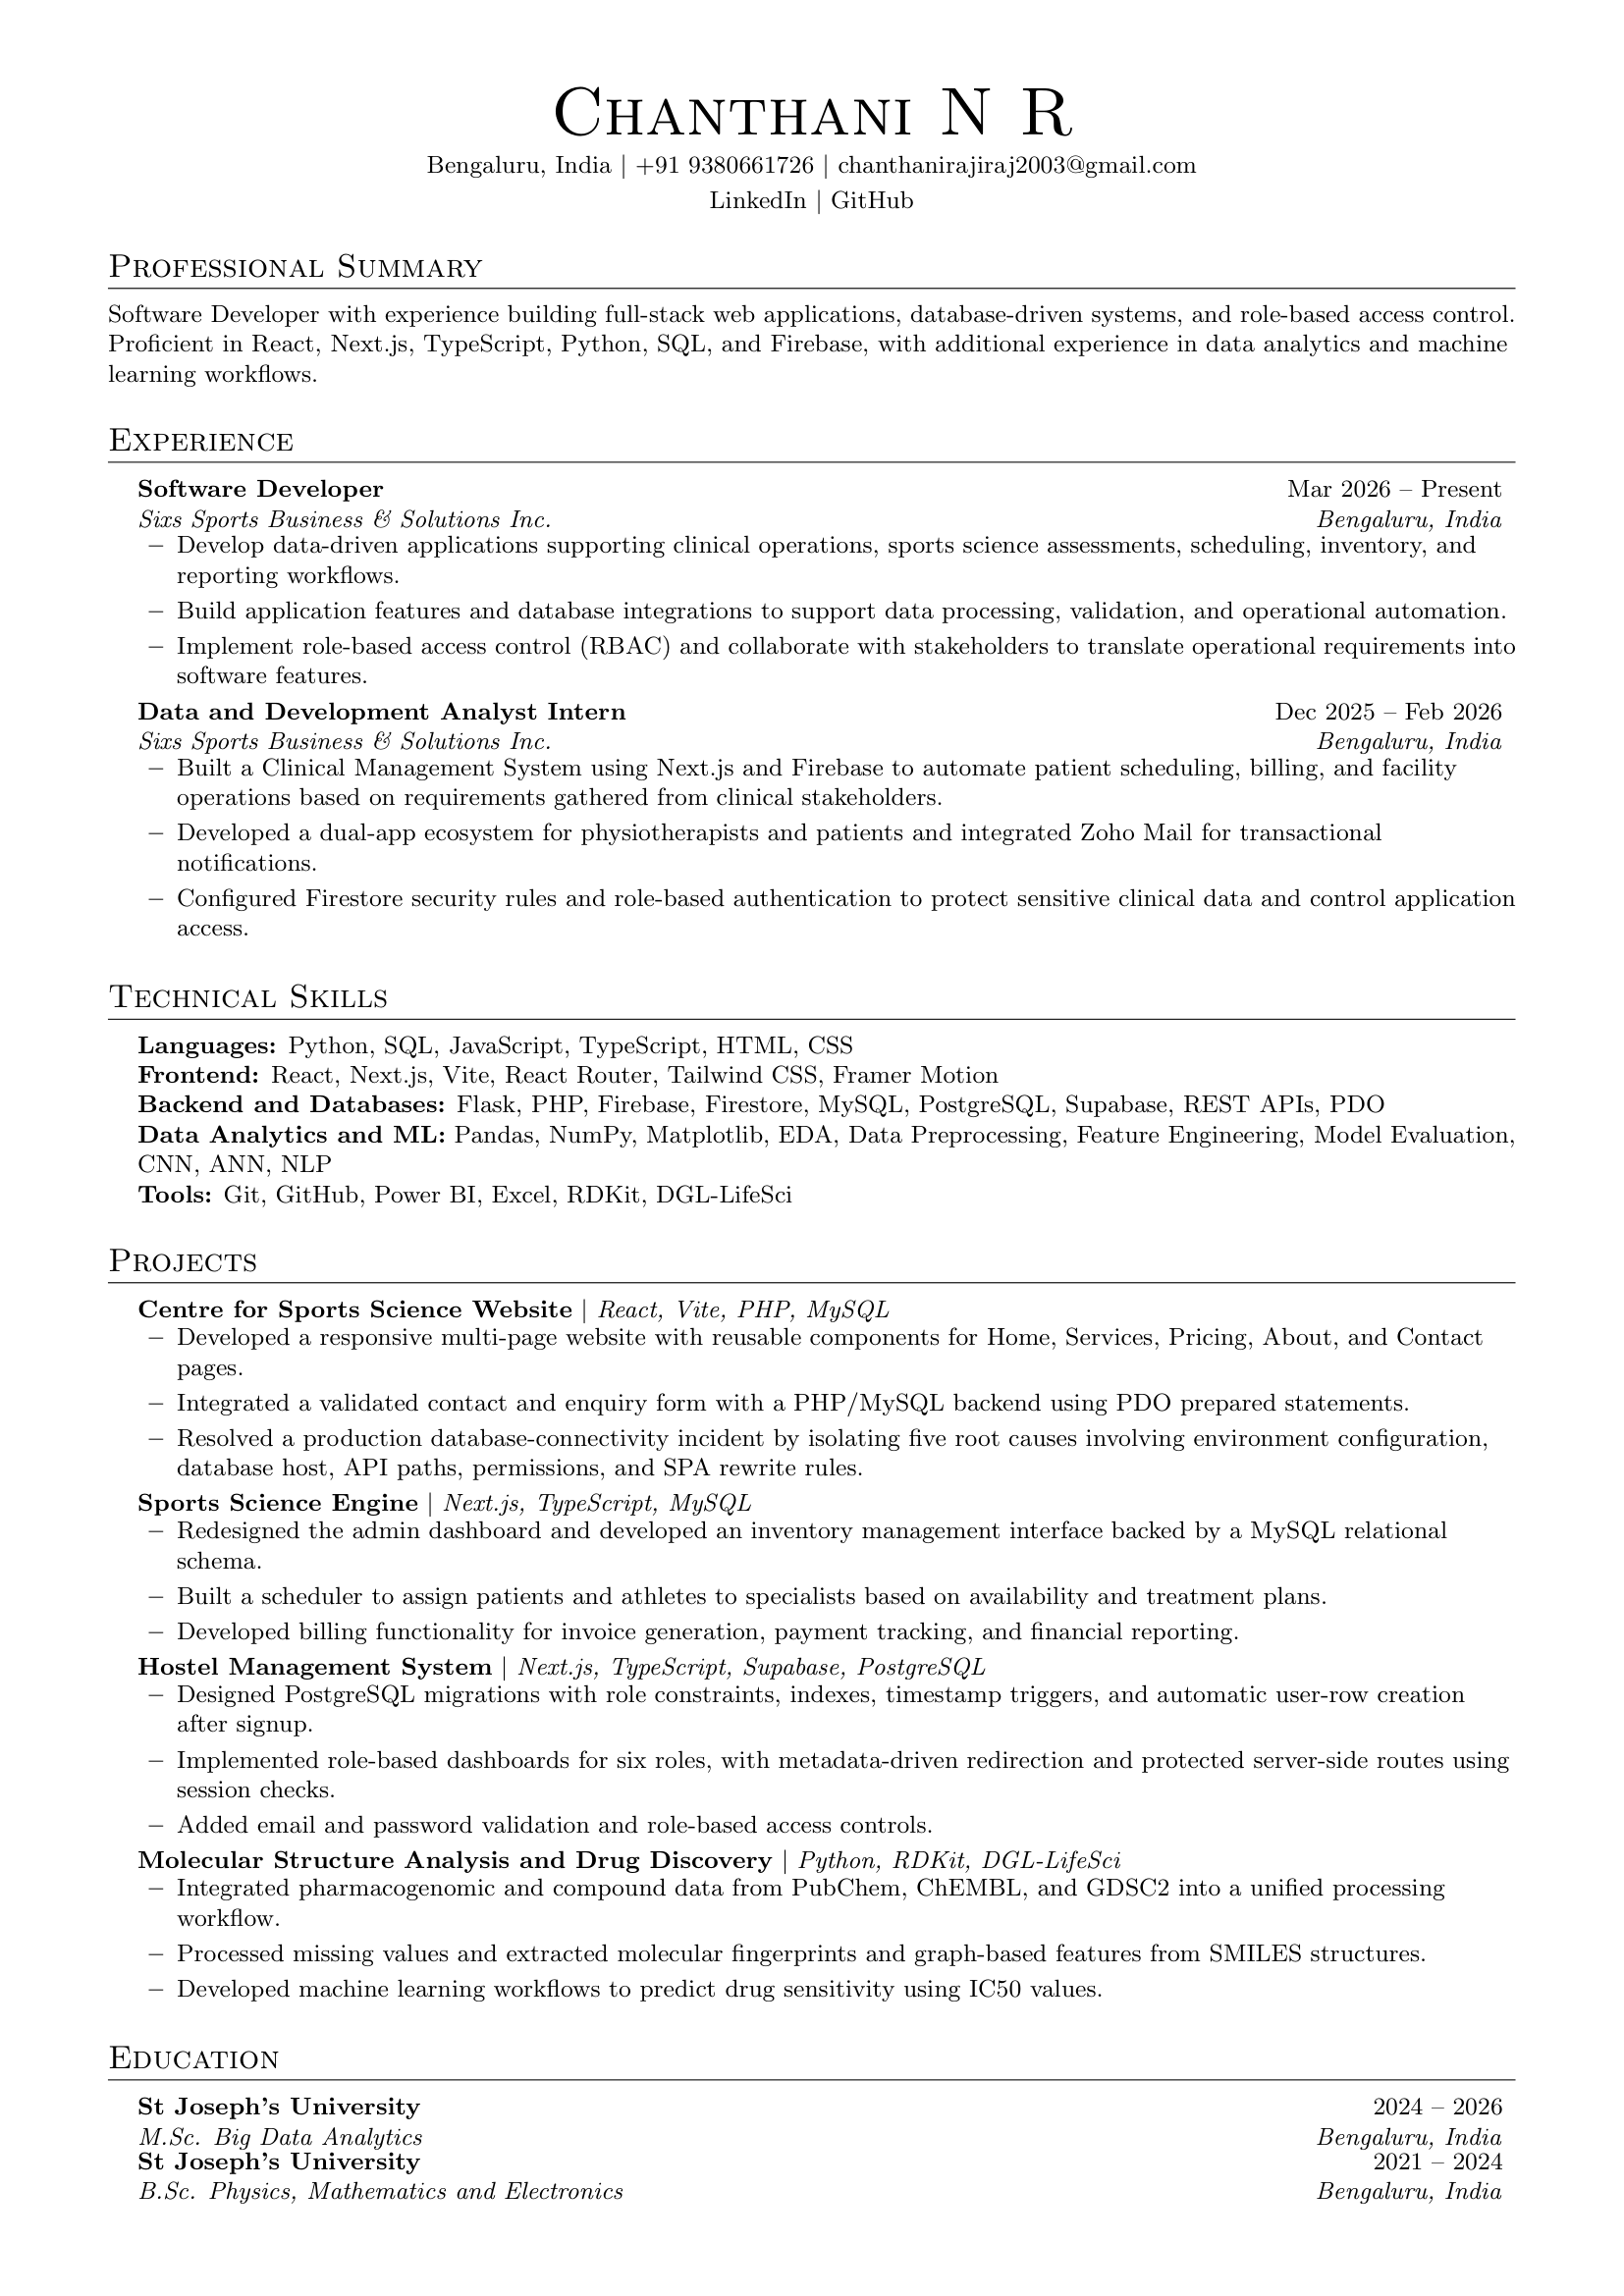 Chanthani N R
Bengaluru, India | +91 9380661726 | chanthanirajiraj2003@gmail.com
LinkedIn | GitHub
Professional Summary
Software Developer with experience building full-stack web applications, database-driven systems, and role-based access control.
Proficient in React, Next.js, TypeScript, Python, SQL, and Firebase, with additional experience in data analytics and machine
learning workflows.
Experience
Software Developer Mar 2026 – Present
Sixs Sports Business & Solutions Inc. Bengaluru, India
– Develop data-driven applications supporting clinical operations, sports science assessments, scheduling, inventory, and
reporting workflows.
– Build application features and database integrations to support data processing, validation, and operational automation.
– Implement role-based access control (RBAC) and collaborate with stakeholders to translate operational requirements into
software features.
Data and Development Analyst Intern Dec 2025 – Feb 2026
Sixs Sports Business & Solutions Inc. Bengaluru, India
– Built a Clinical Management System using Next.js and Firebase to automate patient scheduling, billing, and facility
operations based on requirements gathered from clinical stakeholders.
– Developed a dual-app ecosystem for physiotherapists and patients and integrated Zoho Mail for transactional
notifications.
– Configured Firestore security rules and role-based authentication to protect sensitive clinical data and control application
access.
Technical Skills
Languages: Python, SQL, JavaScript, TypeScript, HTML, CSS
Frontend: React, Next.js, Vite, React Router, Tailwind CSS, Framer Motion
Backend and Databases: Flask, PHP, Firebase, Firestore, MySQL, PostgreSQL, Supabase, REST APIs, PDO
Data Analytics and ML: Pandas, NumPy, Matplotlib, EDA, Data Preprocessing, Feature Engineering, Model Evaluation,
CNN, ANN, NLP
Tools: Git, GitHub, Power BI, Excel, RDKit, DGL-LifeSci
Projects
Centre for Sports Science Website | React, Vite, PHP, MySQL
– Developed a responsive multi-page website with reusable components for Home, Services, Pricing, About, and Contact
pages.
– Integrated a validated contact and enquiry form with a PHP/MySQL backend using PDO prepared statements.
– Resolved a production database-connectivity incident by isolating five root causes involving environment configuration,
database host, API paths, permissions, and SPA rewrite rules.
Sports Science Engine | Next.js, TypeScript, MySQL
– Redesigned the admin dashboard and developed an inventory management interface backed by a MySQL relational
schema.
– Built a scheduler to assign patients and athletes to specialists based on availability and treatment plans.
– Developed billing functionality for invoice generation, payment tracking, and financial reporting.
Hostel Management System | Next.js, TypeScript, Supabase, PostgreSQL
– Designed PostgreSQL migrations with role constraints, indexes, timestamp triggers, and automatic user-row creation
after signup.
– Implemented role-based dashboards for six roles, with metadata-driven redirection and protected server-side routes using
session checks.
– Added email and password validation and role-based access controls.
Molecular Structure Analysis and Drug Discovery | Python, RDKit, DGL-LifeSci
– Integrated pharmacogenomic and compound data from PubChem, ChEMBL, and GDSC2 into a unified processing
workflow.
– Processed missing values and extracted molecular fingerprints and graph-based features from SMILES structures.
– Developed machine learning workflows to predict drug sensitivity using IC50 values.
Education
St Joseph's University 2024 – 2026
M.Sc. Big Data Analytics Bengaluru, India
St Joseph's University 2021 – 2024
B.Sc. Physics, Mathematics and Electronics Bengaluru, India